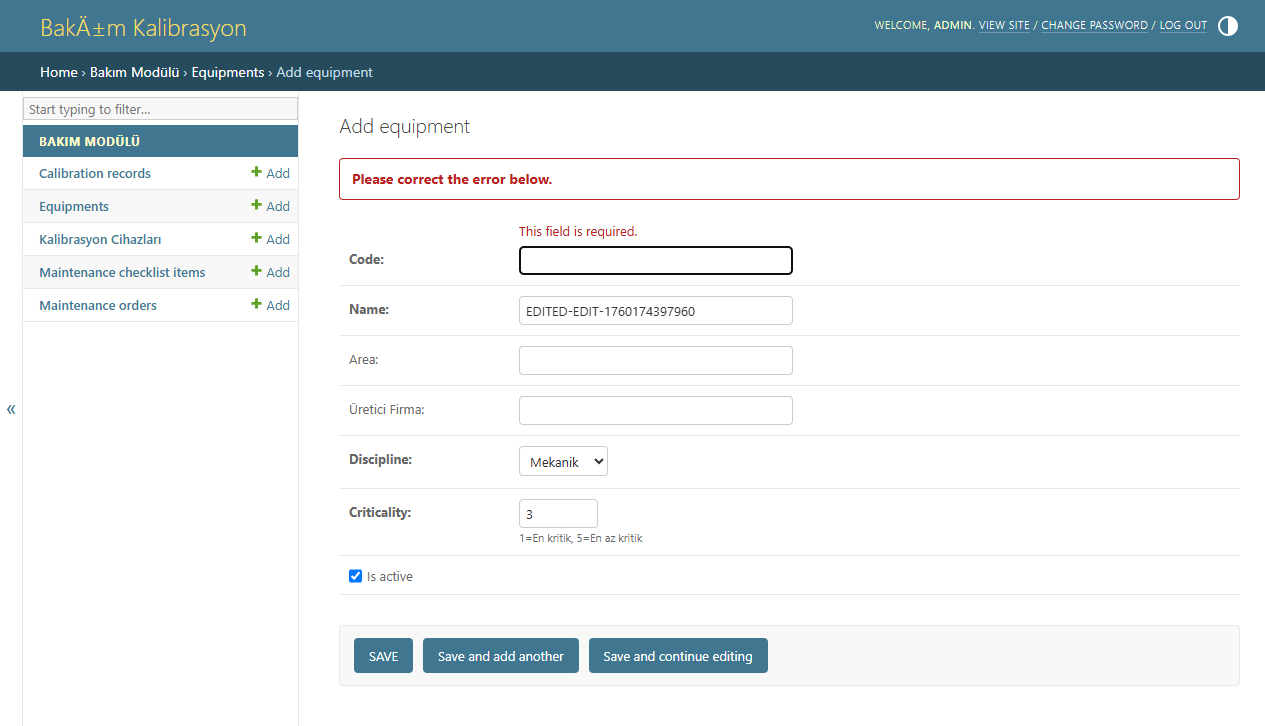 BakÄ±m Kalibrasyon
WELCOME, ADMIN. VIEW SITE / CHANGE PASSWORD / LOG OUT
Home › Bakım Modülü › Equipments › Add equipment
Start typing to filter...
BAKIM MODÜLÜ
Calibration records + Add
Equipments + Add
Kalibrasyon Cihazları + Add
Maintenance checklist items + Add
Maintenance orders + Add
«
Add equipment
Please correct the error below.
This field is required.
Code:
Name: EDITED-EDIT-1760174397960
Area:
Üretici Firma:
Discipline: Mekanik
Criticality: 3
1=En kritik, 5=En az kritik
Is active
SAVE Save and add another Save and continue editing